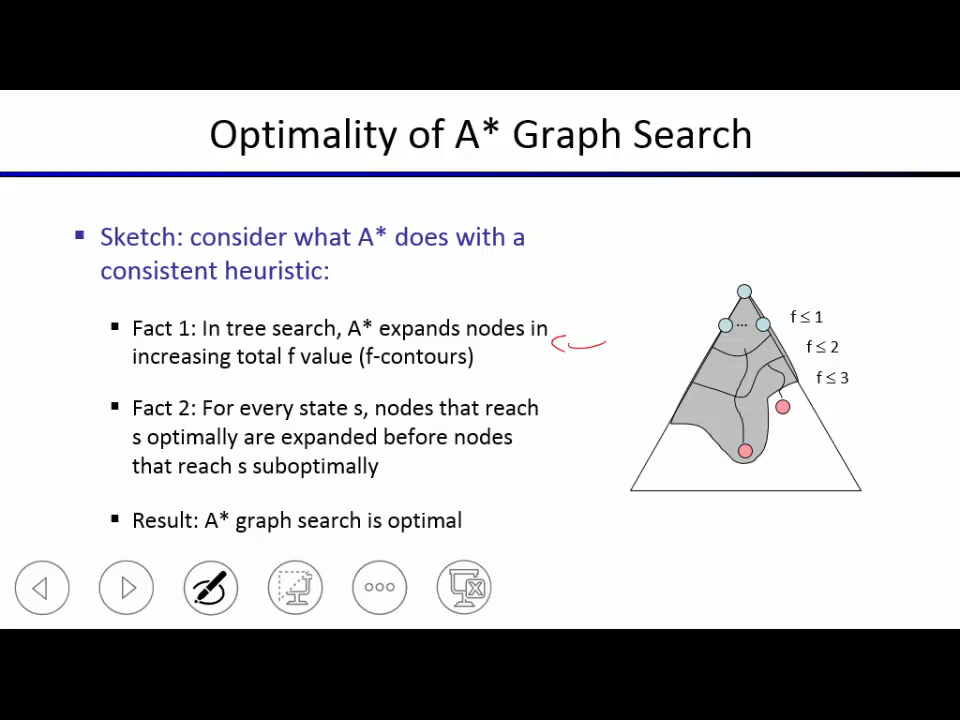 Optimality of A* Graph Search
▪ Sketch: consider what A* does with a
consistent heuristic:
▪ Fact 1: In tree search, A* expands nodes in
increasing total f value (f-contours)
▪ Fact 2: For every state s, nodes that reach
s optimally are expanded before nodes
that reach s suboptimally
▪ Result: A* graph search is optimal
...
f ≤ 1
f ≤ 2
f ≤ 3